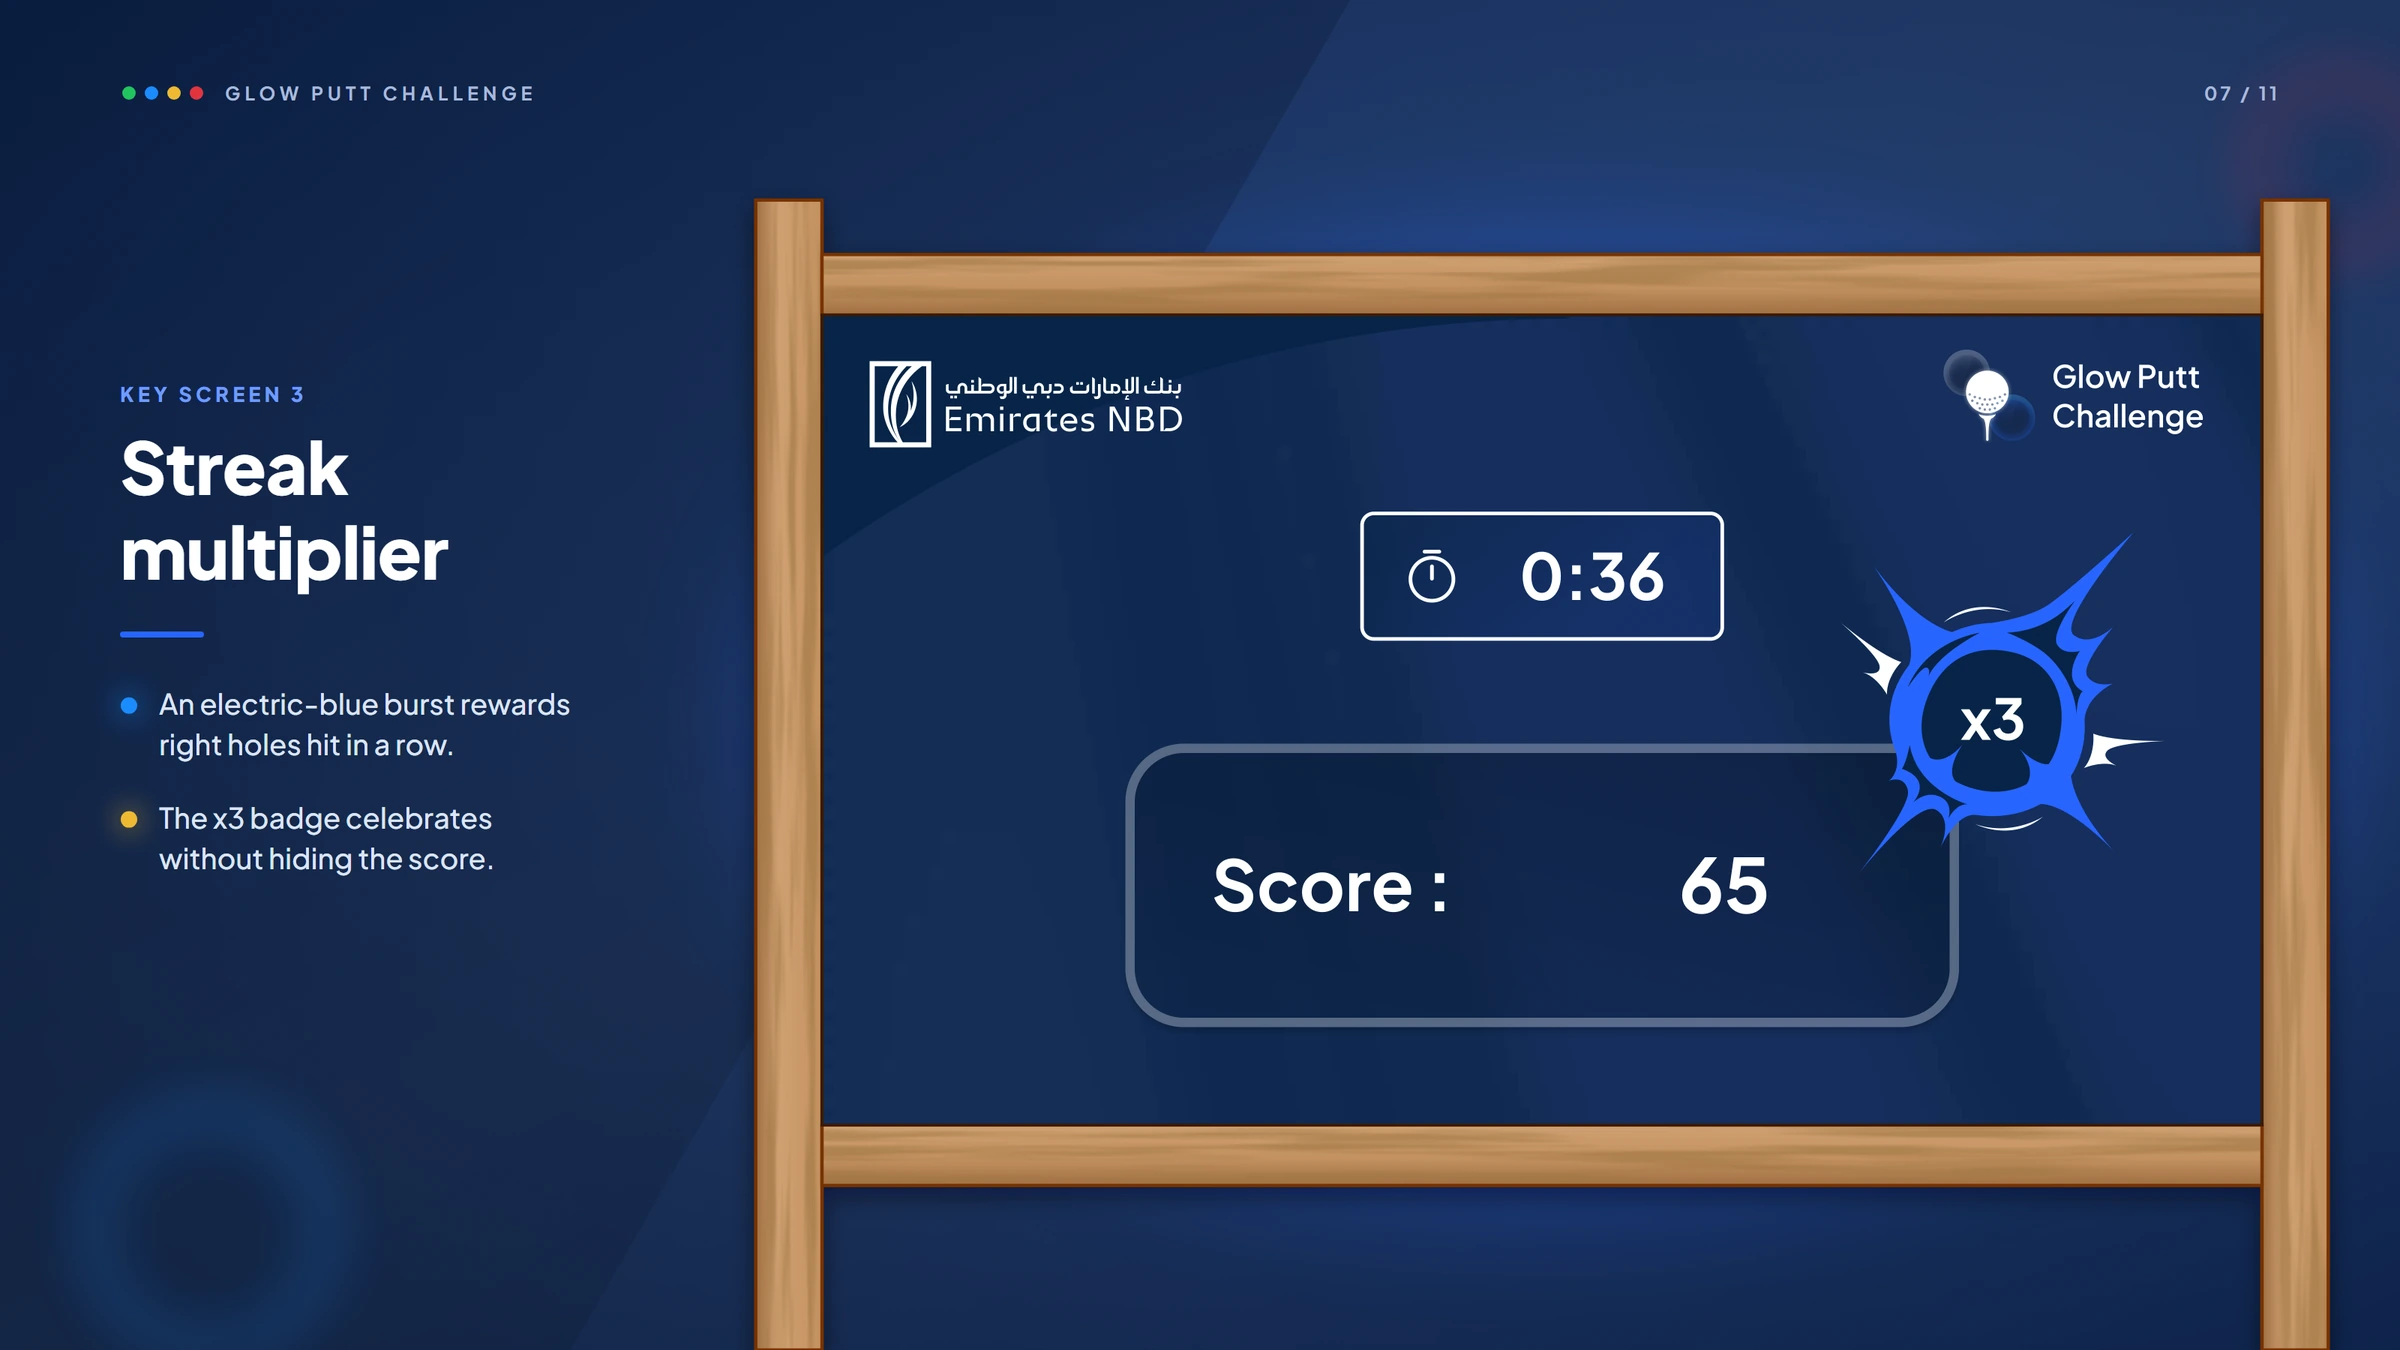 GLOW PUTT CHALLENGE
07 / 11
KEY SCREEN 3
Streak
multiplier
An electric-blue burst rewards
right holes hit in a row.
The x3 badge celebrates
without hiding the score.
بنك الإمارات دبي الوطني
Emirates NBD
Glow Putt
Challenge
0:36
x3
Score : 65